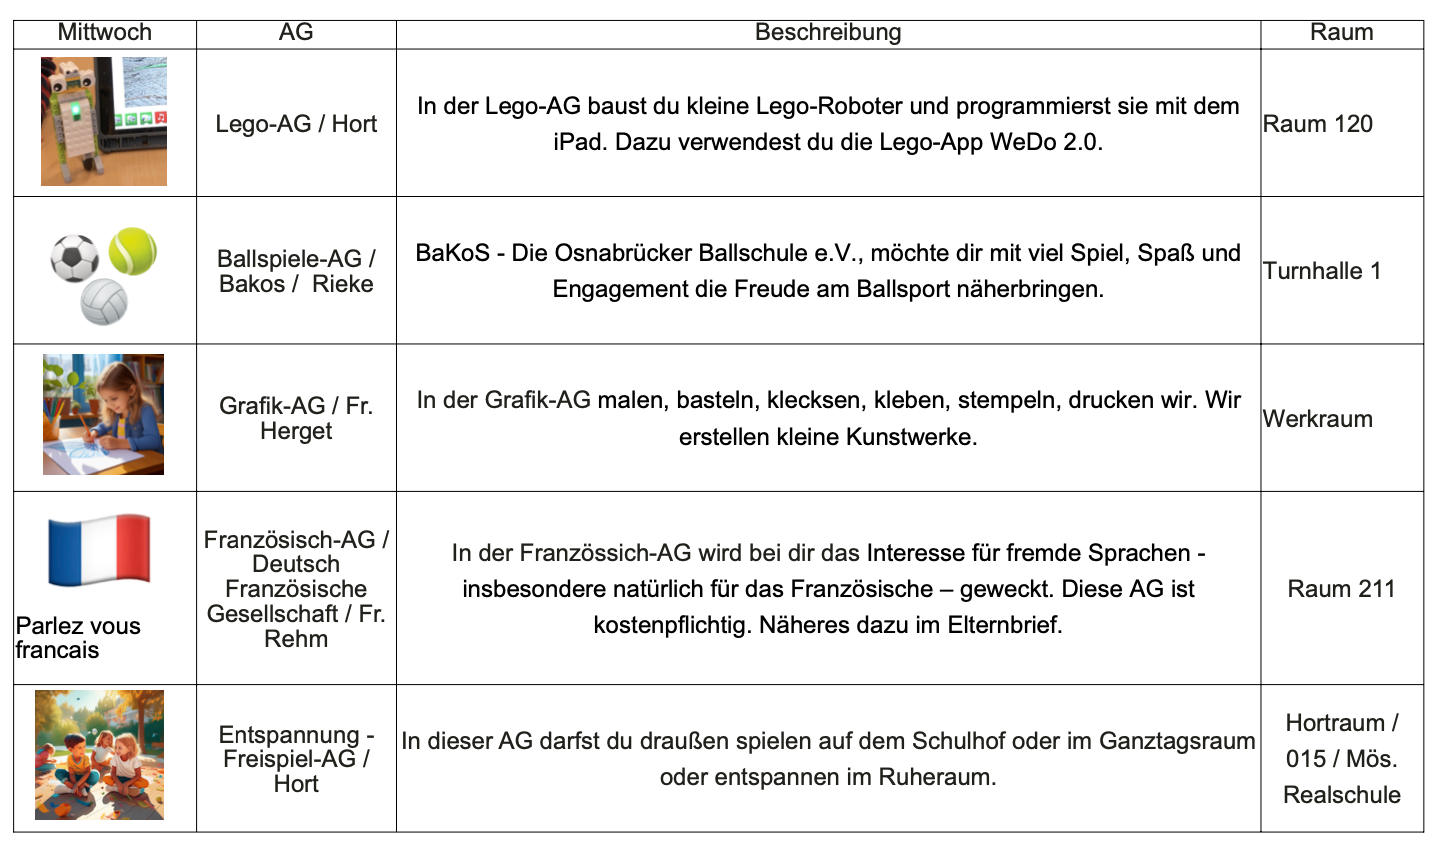 Mittwoch
AG
Beschreibung
Raum
Lego-AG / Hort
In der Lego-AG baust du kleine Lego-Roboter und programmierst sie mit dem
iPad. Dazu verwendest du die Lego-App WeDo 2.0.
Raum 120
Ballspiele-AG /
Bakos /  Rieke
BaKoS - Die Osnabrücker Ballschule e.V., möchte dir mit viel Spiel, Spaß und
Engagement die Freude am Ballsport näherbringen.
Turnhalle 1
Grafik-AG / Fr.
Herget
In der Grafik-AG malen, basteln, klecksen, kleben, stempeln, drucken wir. Wir
erstellen kleine Kunstwerke.
Werkraum
Parlez vous
francais
Französisch-AG /
Deutsch
Französische
Gesellschaft / Fr.
Rehm
In der Französsich-AG wird bei dir das Interesse für fremde Sprachen -
insbesondere natürlich für das Französische – geweckt. Diese AG ist
kostenpflichtig. Näheres dazu im Elternbrief.
Raum 211
Entspannung -
Freispiel-AG /
Hort
In dieser AG darfst du draußen spielen auf dem Schulhof oder im Ganztagsraum
oder entspannen im Ruheraum.
Hortraum /
015 / Mös.
Realschule